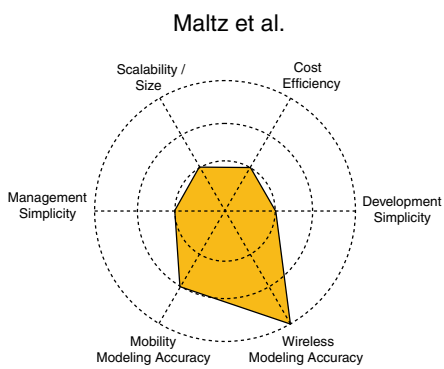 Maltz et al.
Scalability /
Size
Cost
Efficiency
Management
Simplicity
Development
Simplicity
Mobility
Modeling Accuracy
Wireless
Modeling Accuracy